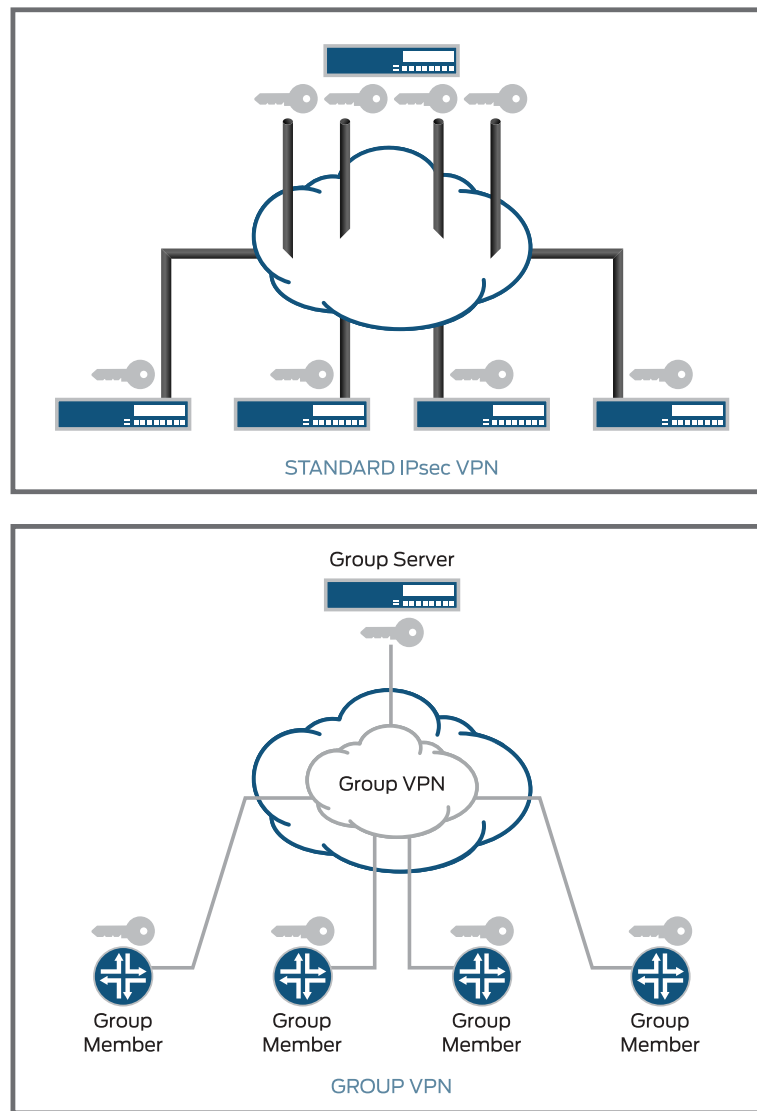 STANDARD IPsec VPN
Group Server
Group VPN
Group
Member
Group
Member
Group
Member
Group
Member
GROUP VPN